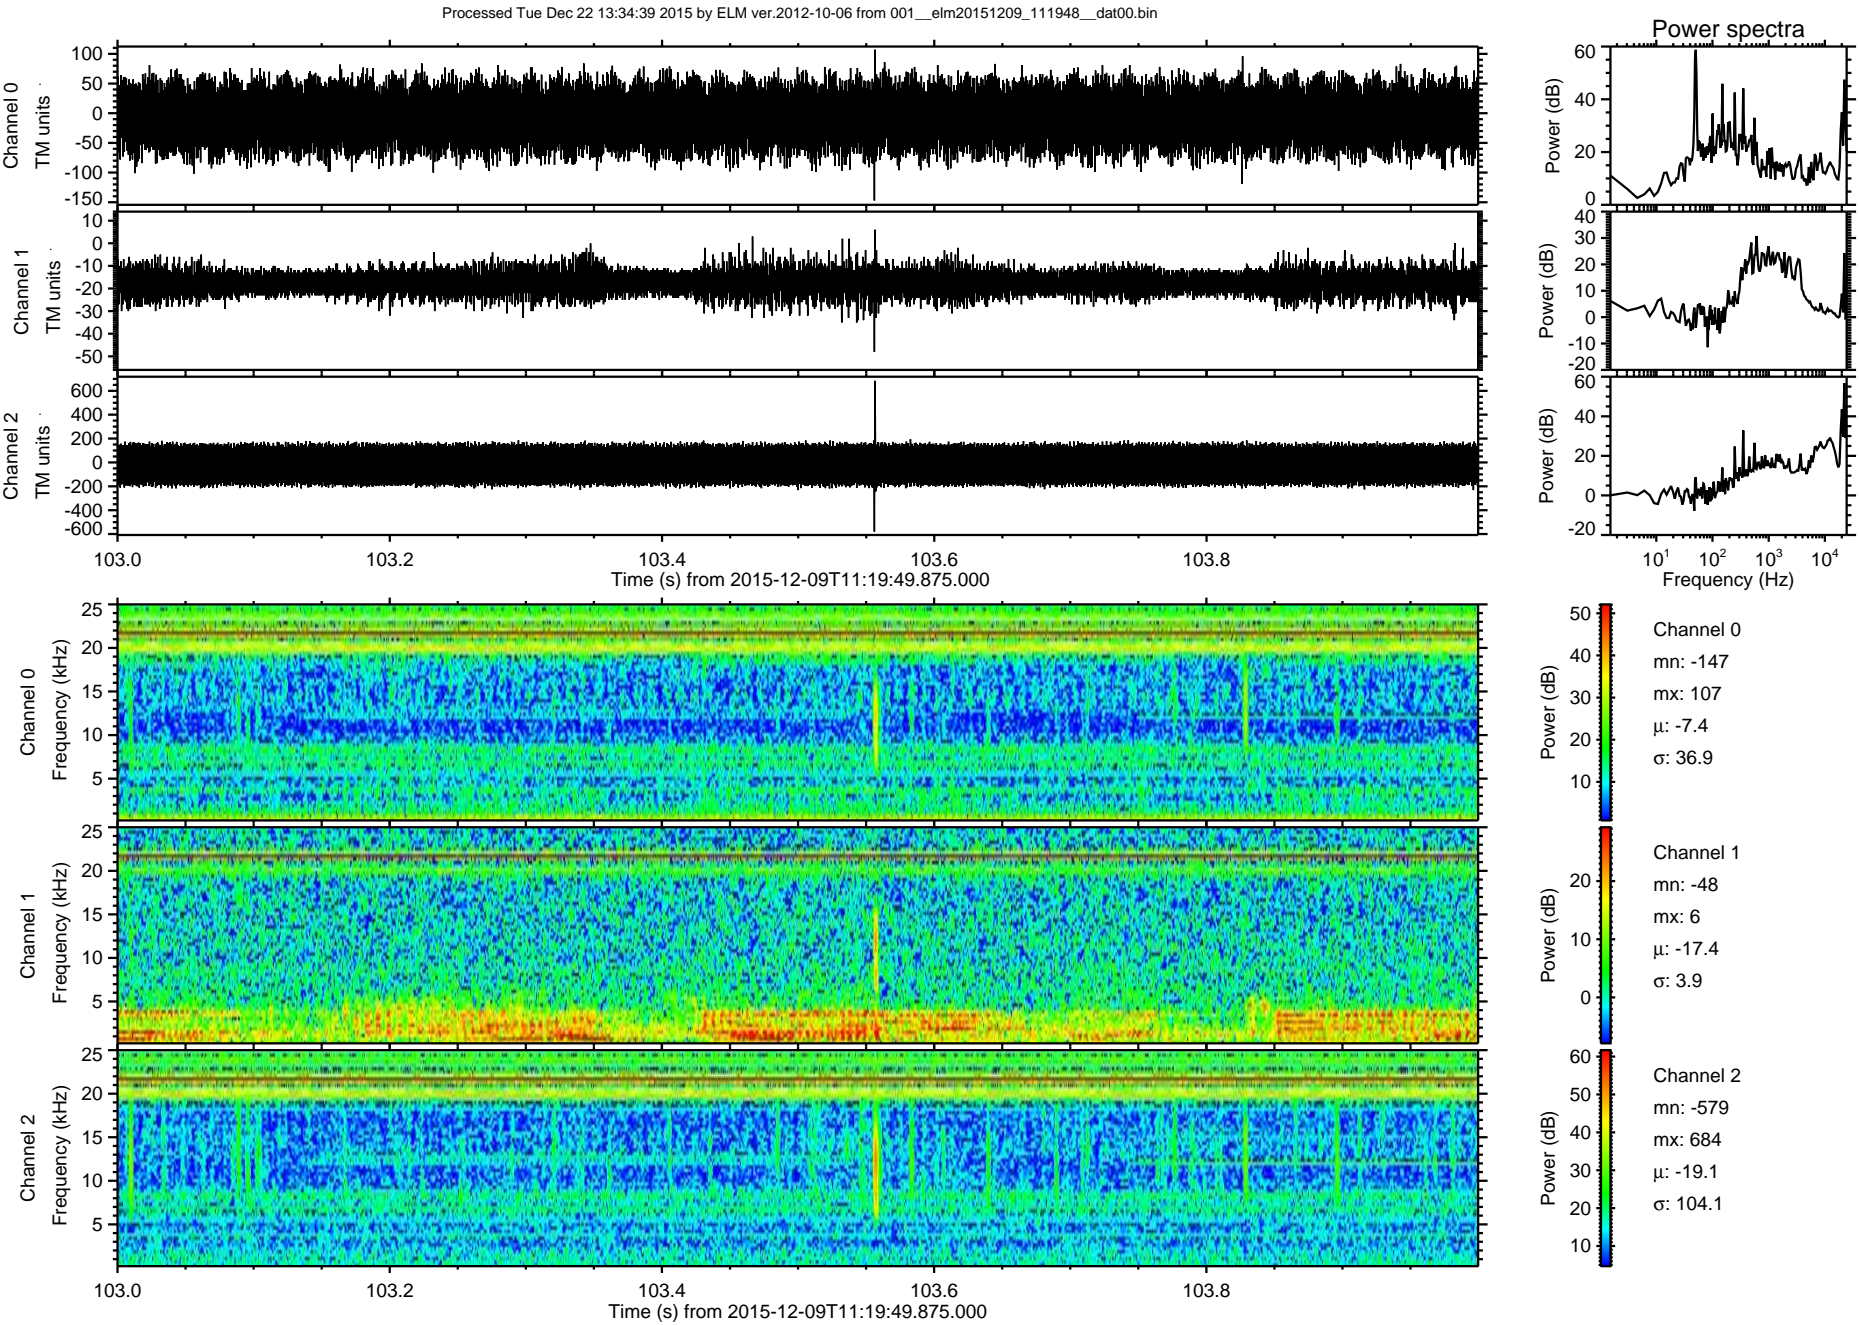 Processed Tue Dec 22 13:34:39 2015 by ELM ver.2012-10-06 from 001__elm20151209_111948__dat00.bin
Power spectra
Channel 0
TM units
100
50
0
-50
-100
-150
Power (dB)
60
40
20
0
Channel 1
TM units
10
0
-10
-20
-30
-40
-50
Power (dB)
40
30
20
10
0
-10
-20
Channel 2
TM units
600
400
200
0
-200
-400
-600
Power (dB)
60
40
20
0
-20
103.0 103.2 103.4 103.6 103.8
Time (s) from 2015-12-09T11:19:49.875.000
10¹ 10² 10³ 10⁴
Frequency (Hz)
Channel 0
Frequency (kHz)
25
20
15
10
5
Power (dB)
50
40
30
20
10
Channel 0
mn: -147
mx: 107
μ: -7.4
σ: 36.9
Channel 1
Frequency (kHz)
25
20
15
10
5
Power (dB)
20
10
0
Channel 1
mn: -48
mx: 6
μ: -17.4
σ: 3.9
Channel 2
Frequency (kHz)
25
20
15
10
5
Power (dB)
60
50
40
30
20
10
Channel 2
mn: -579
mx: 684
μ: -19.1
σ: 104.1
103.0 103.2 103.4 103.6 103.8
Time (s) from 2015-12-09T11:19:49.875.000